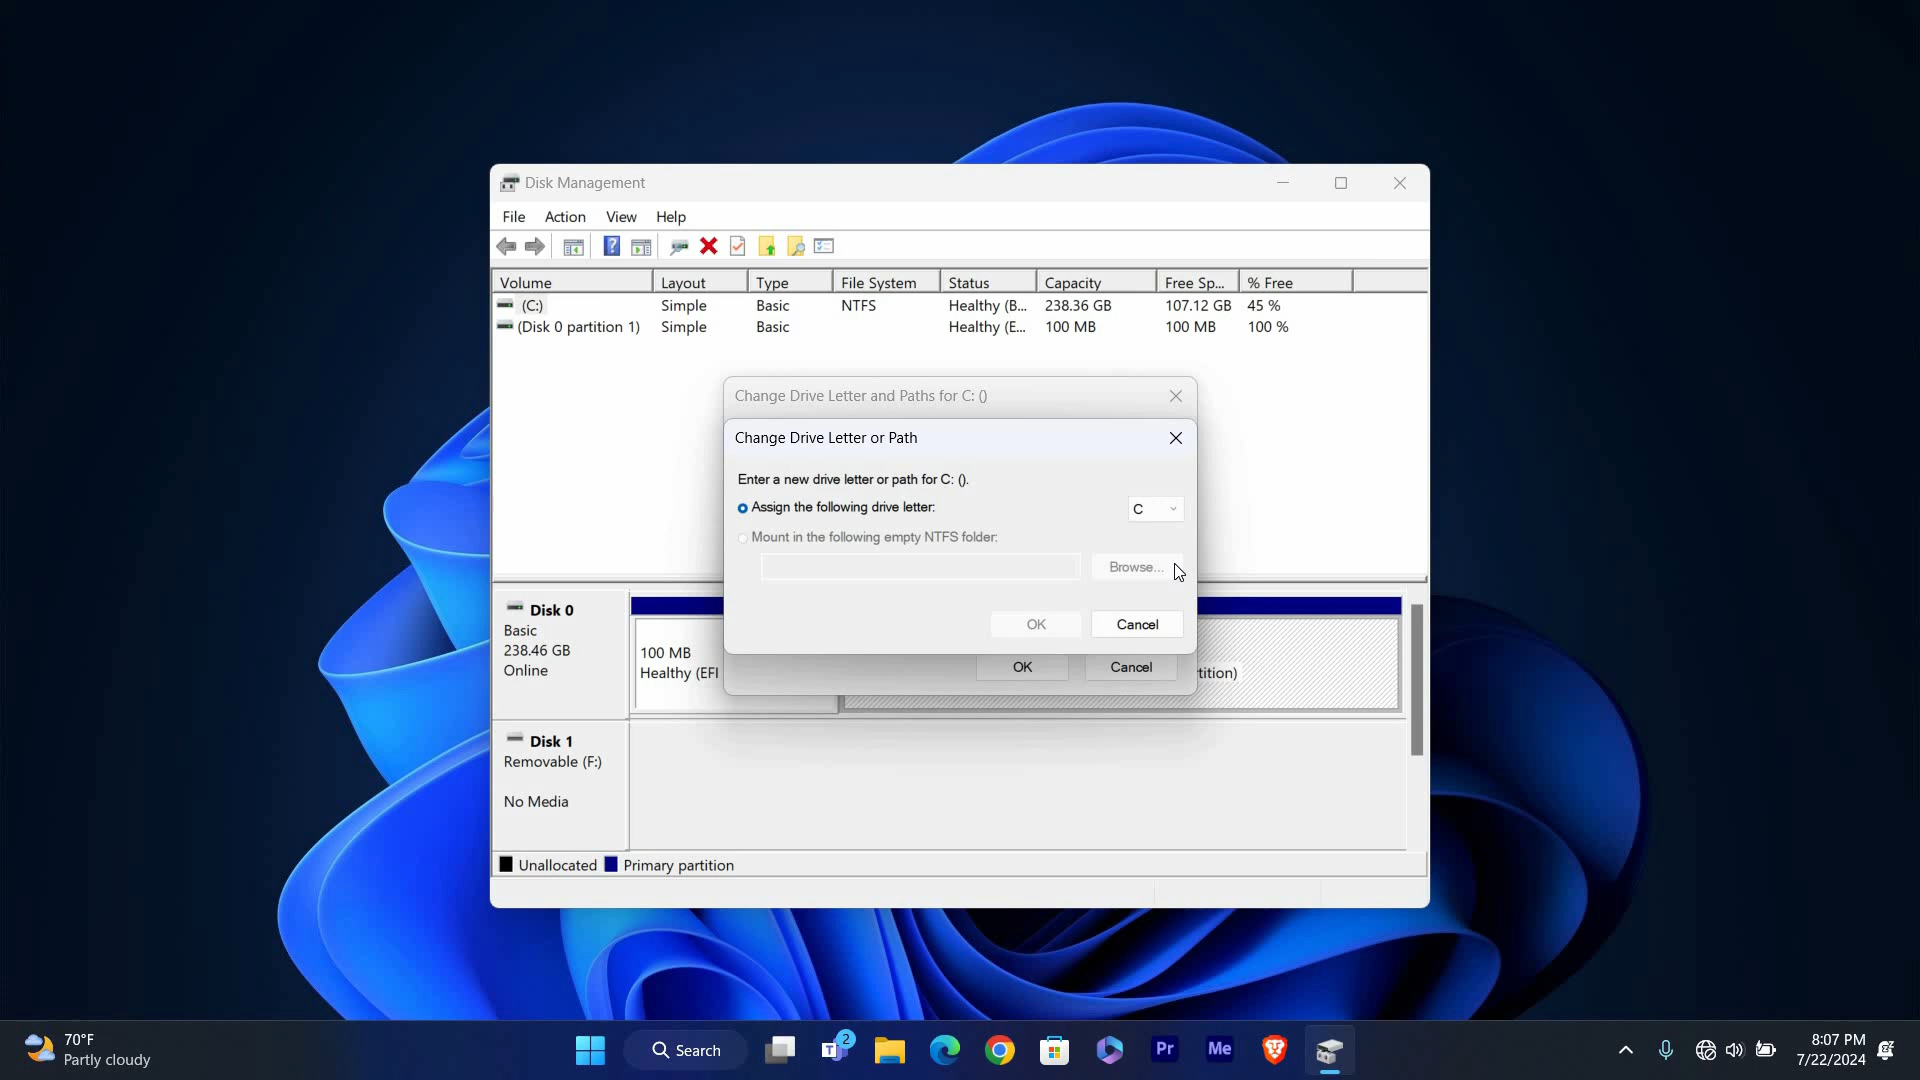 Disk Management
File Action View Help
Volume Layout Type File System Status Capacity Free Sp... % Free
(C:) Simple Basic NTFS Healthy (B... 238.36 GB 107.12 GB 45 %
(Disk 0 partition 1) Simple Basic Healthy (E... 100 MB 100 MB 100 %
Change Drive Letter and Paths for C: ()
Change Drive Letter or Path
Enter a new drive letter or path for C: ().
Assign the following drive letter: C
Mount in the following empty NTFS folder:
Browse...
OK Cancel
OK Cancel
Disk 0
Basic
238.46 GB
Online
100 MB
Healthy (EFI
tition)
Disk 1
Removable (F:)
No Media
Unallocated Primary partition
70°F
Partly cloudy
Search
T
2
Pr
Me
8:07 PM
7/22/2024